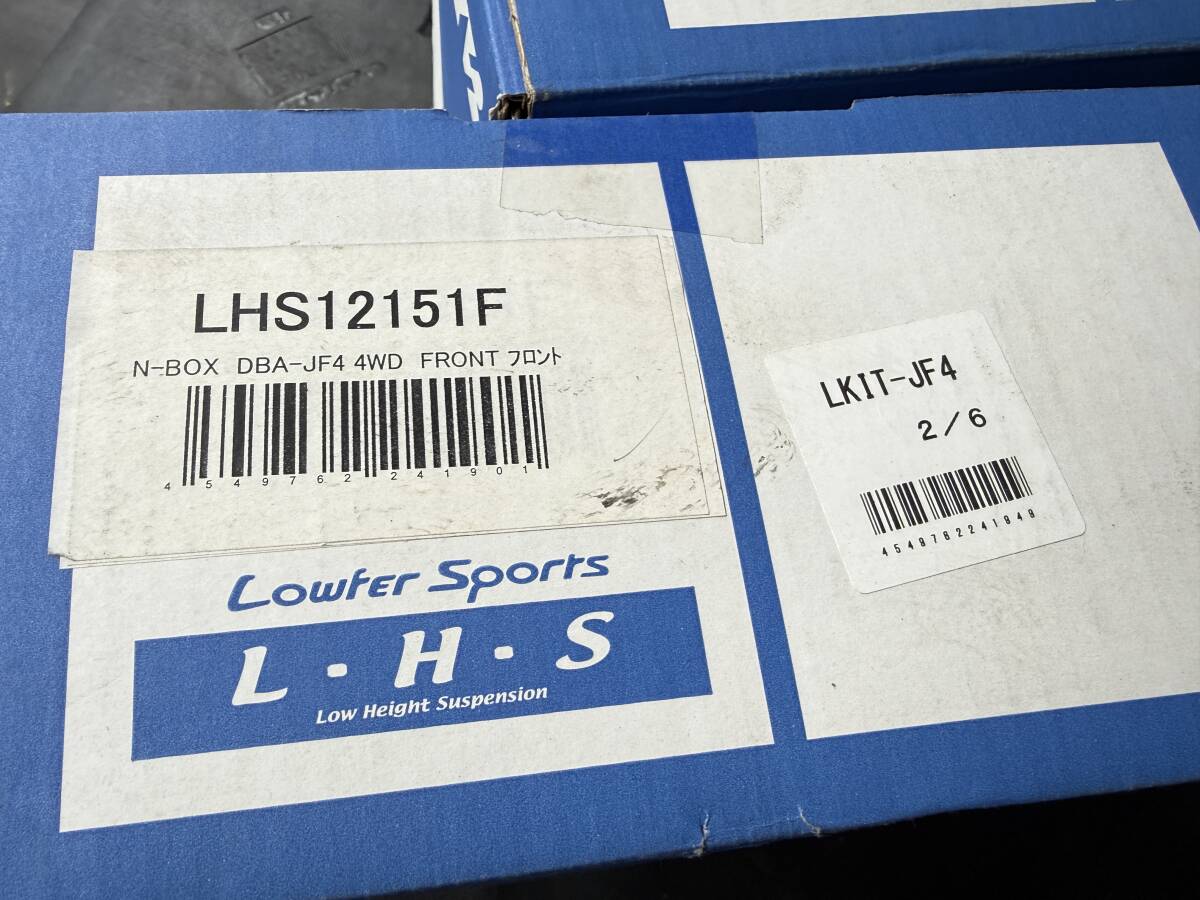 LHS12151F
N-BOX DBA-JF4 4WD FRONT フロント
4549762241901
Lowfer Sports
L・H・S
Low Height Suspension
LKIT-JF4
2/6
4549762241949